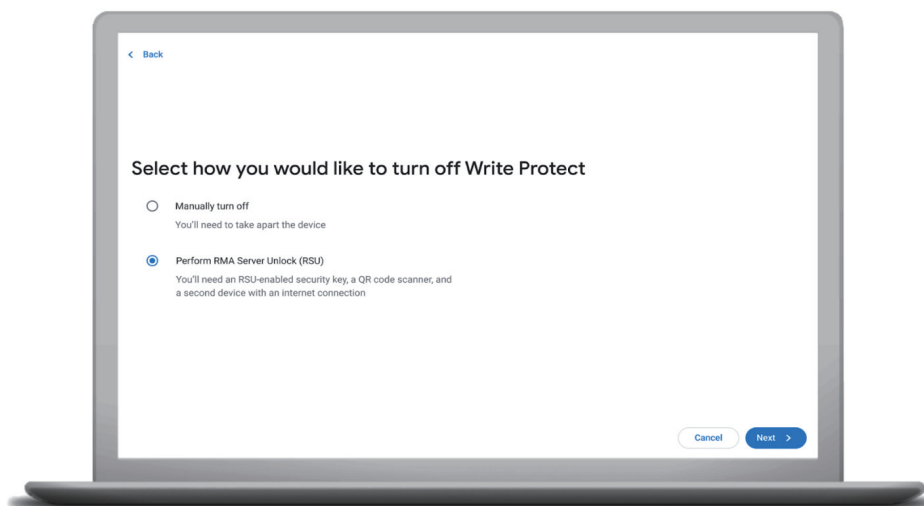 Back
Select how you would like to turn off Write Protect
Manually turn off
You'll need to take apart the device
Perform RMA Server Unlock (RSU)
You'll need an RSU-enabled security key, a QR code scanner, and
a second device with an internet connection
Cancel
Next